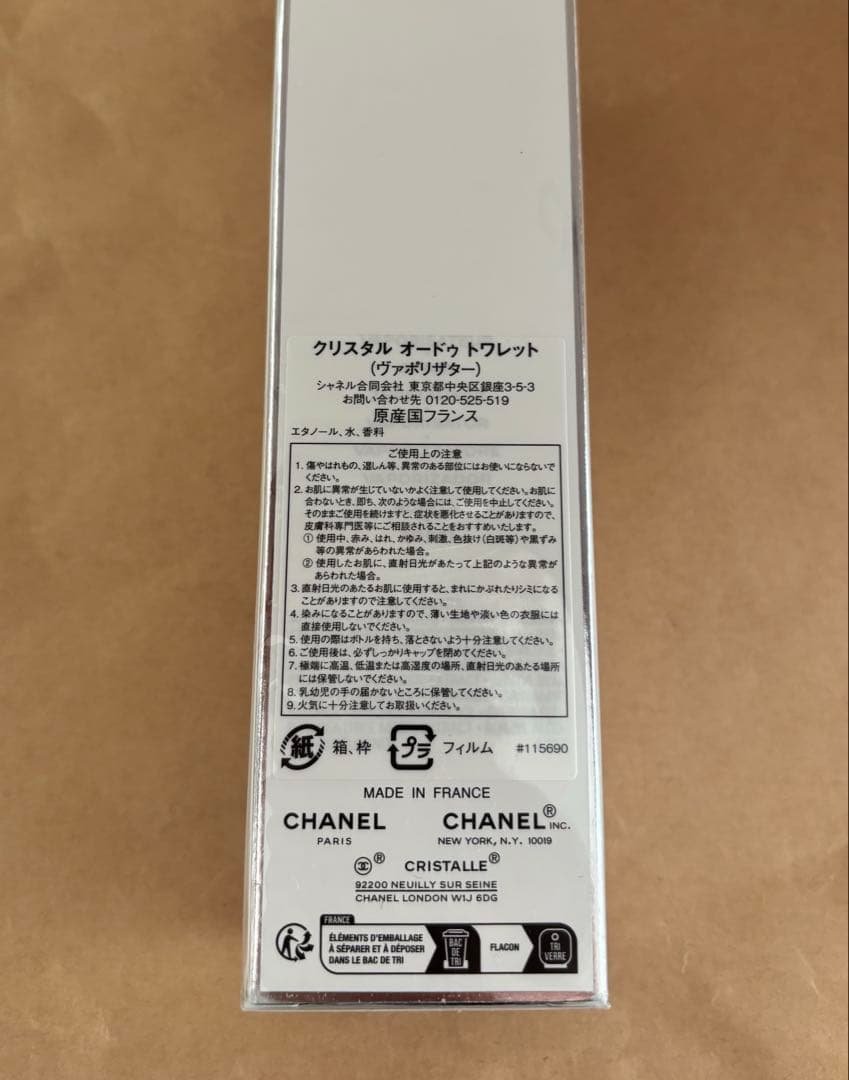 クリスタル オードゥ トワレット
(ヴァポリザター)
シャネル合同会社 東京都中央区銀座3-5-3
お問い合わせ先 0120-525-519
原産国フランス
エタノール、水、香料
ご使用上の注意
1. 傷やはれもの、湿しん等、異常のある部位にはお使いにならないで
ください。
2. お肌に異常が生じていないかよく注意して使用してください。お肌に
合わないとき、即ち、次のような場合には、ご使用を中止してください。
そのままご使用を続けますと、症状を悪化させることがありますので、
皮膚科専門医等にご相談されることをおすすめいたします。
① 使用中、赤み、はれ、かゆみ、刺激、色抜け(白斑等)や黒ずみ
等の異常があらわれた場合。
② 使用したお肌に、直射日光があたって上記のような異常が
あらわれた場合。
3. 直射日光のあたるお肌に使用すると、まれにかぶれたりシミになる
ことがありますので注意してください。
4. 染みになることがありますので、薄い生地や淡い色の衣服には
直接使用しないでください。
5. 使用の際はボトルを持ち、落とさないよう十分注意してください。
6. ご使用後は、必ずしっかりキャップを閉めてください。
7. 極端に高温、低温または高湿度の場所、直射日光のあたる場所
には保管しないでください。
8. 乳幼児の手の届かないところに保管してください。
9. 火気に十分注意してお取扱いください。
紙 箱、枠 プラ フィルム #115690
MADE IN FRANCE
CHANEL CHANEL® INC.
PARIS NEW YORK, N.Y. 10019
® CRISTALLE®
92200 NEUILLY SUR SEINE
CHANEL LONDON W1J 6DG
FRANCE
ÉLÉMENTS D'EMBALLAGE
À SÉPARER ET À DÉPOSER
DANS LE BAC DE TRI
BAC
DE
TRI
FLACON
TRI
VERRE